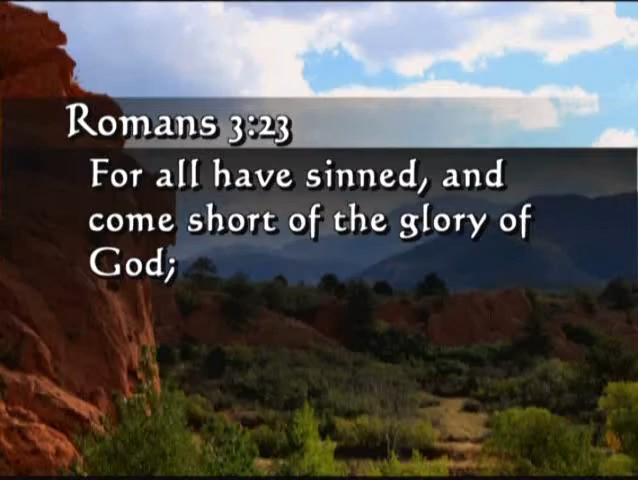 Romans 3:23
For all have sinned, and
come short of the glory of
God;